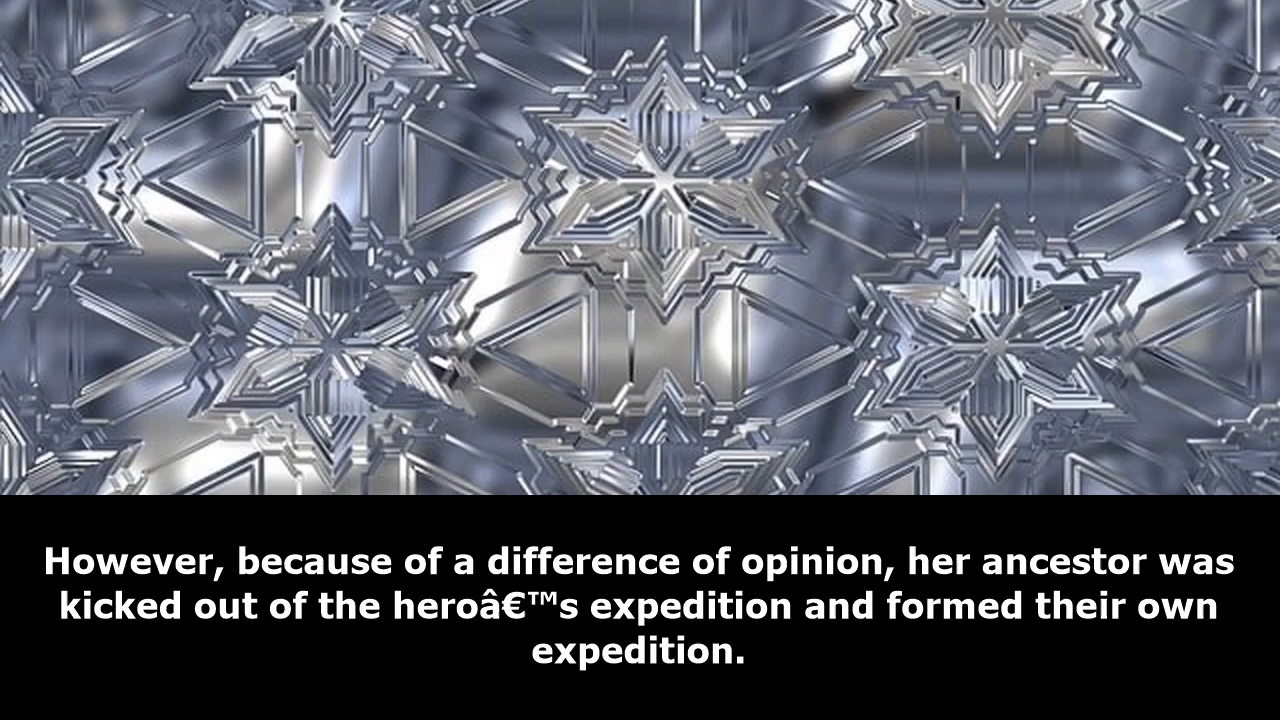 However, because of a difference of opinion, her ancestor was
kicked out of the heroâ€™s expedition and formed their own
expedition.